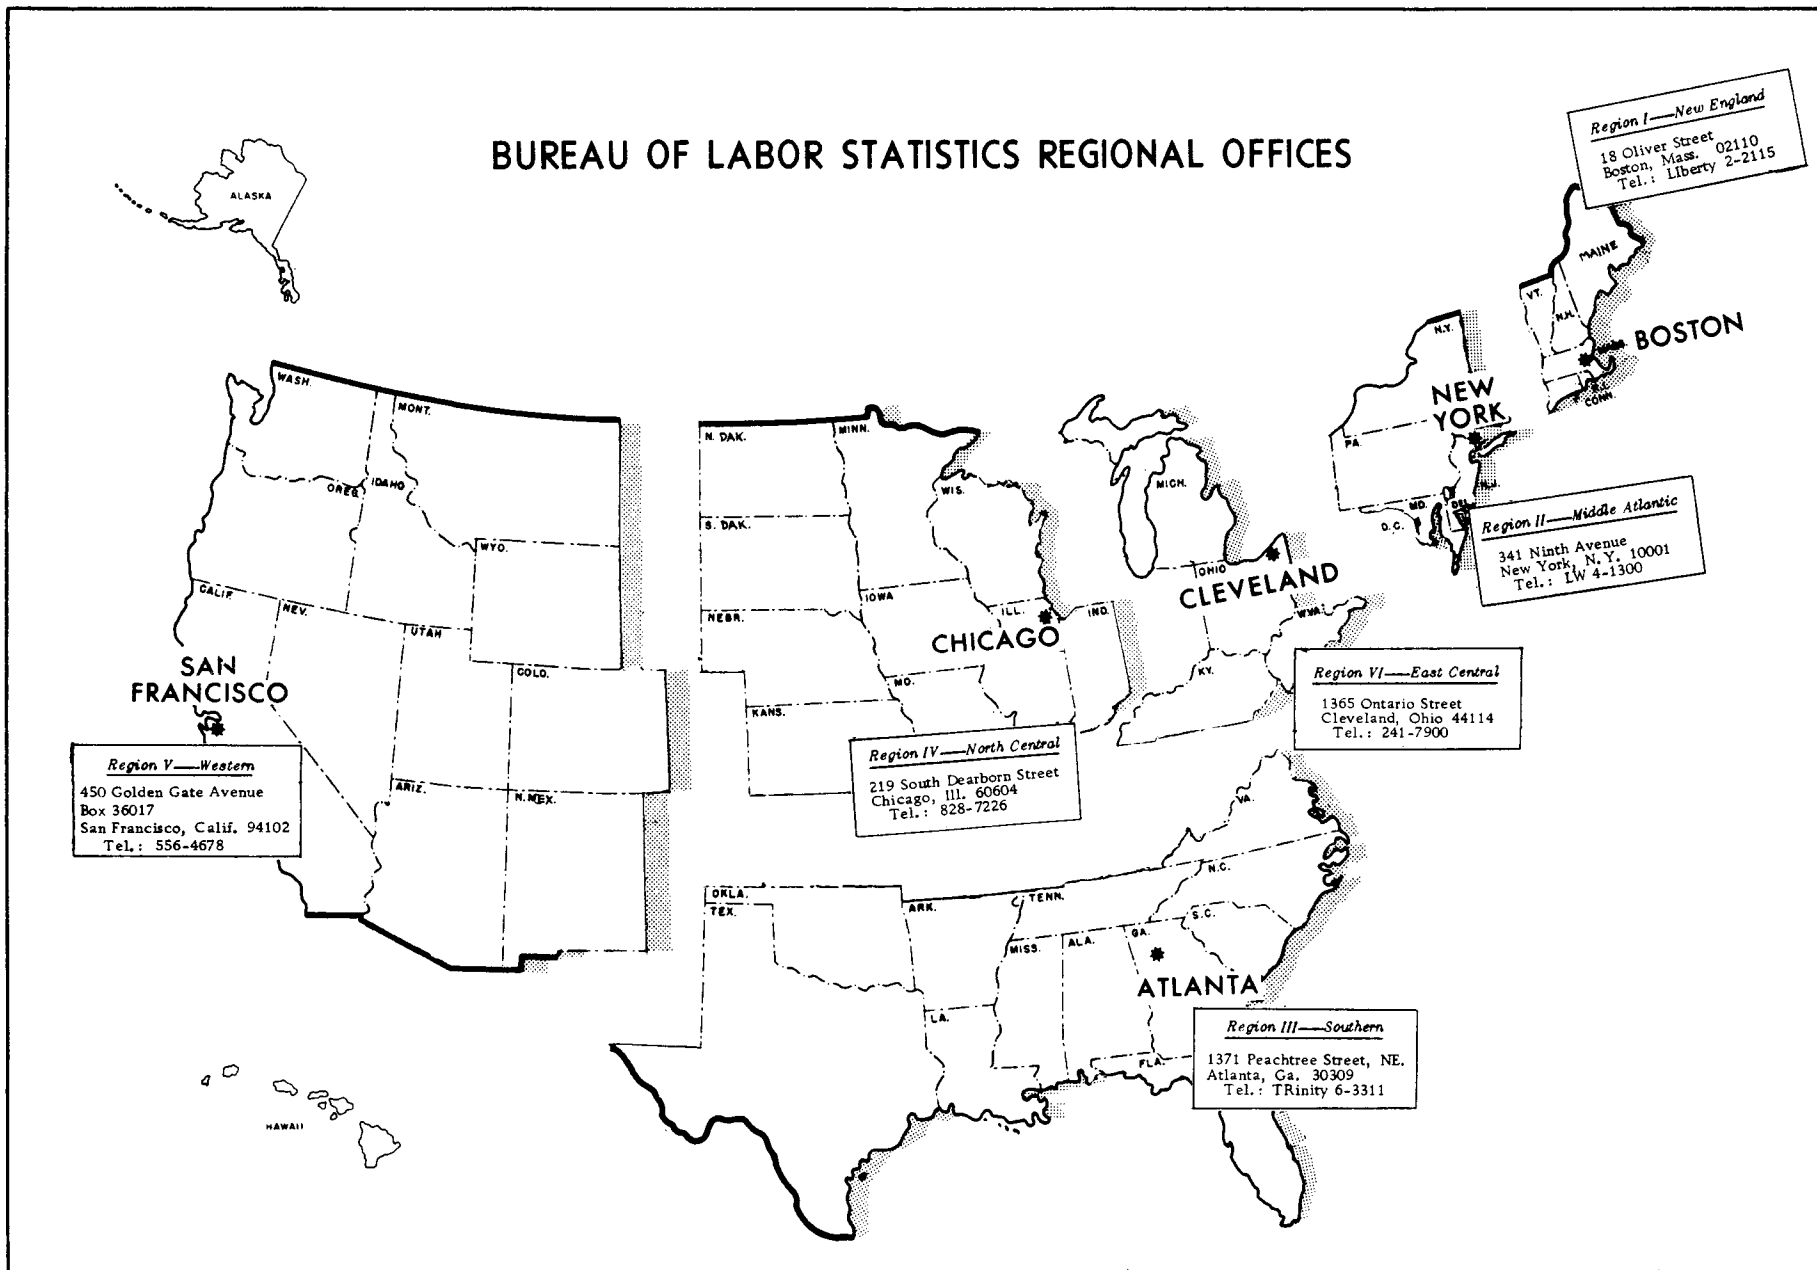 BUREAU OF LABOR STATISTICS REGIONAL OFFICES
Region I—New England
18 Oliver Street
Boston, Mass. 02110
Tel.: LIberty 2-2115
ALASKA
MAINE
VT.
N.H.
BOSTON
R.I.
CONN.
N.Y.
NEW
YORK
PA.
N.J.
MD.
DEL.
D.C.
Region II—Middle Atlantic
341 Ninth Avenue
New York, N. Y. 10001
Tel.: LW 4-1300
WASH.
MONT.
IDAHO
OREG.
WYO.
CALIF.
NEV.
UTAH
COLO.
ARIZ.
N.MEX.
SAN
FRANCISCO
Region V—Western
450 Golden Gate Avenue
Box 36017
San Francisco, Calif. 94102
Tel.: 556-4678
N. DAK.
MINN.
S. DAK.
WIS.
IOWA
NEBR.
ILL.
IND.
CHICAGO
MO.
KANS.
Region IV—North Central
219 South Dearborn Street
Chicago, Ill. 60604
Tel.: 828-7226
MICH.
OHIO
CLEVELAND
W.VA.
KY.
Region VI—East Central
1365 Ontario Street
Cleveland, Ohio 44114
Tel.: 241-7900
VA.
N.C.
OKLA.
TEX.
ARK.
TENN.
S.C.
MISS.
ALA.
GA.
ATLANTA
LA.
FLA.
Region III—Southern
1371 Peachtree Street, NE.
Atlanta, Ga. 30309
Tel.: TRinity 6-3311
HAWAII